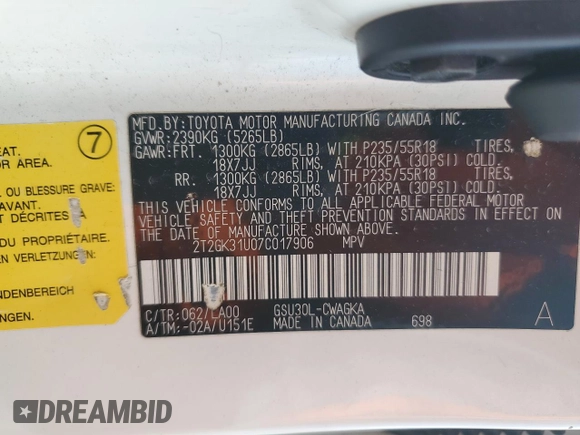 MFD.BY:TOYOTA MOTOR MANUFACTURING CANADA INC.
GVWR:2390KG (5265LB)
GAWR:FRT. 1300KG (2865LB) WITH P235/55R18 TIRES,
18X7JJ RIMS, AT 210KPA (30PSI) COLD.
RR. 1300KG (2865LB) WITH P235/55R18 TIRES,
18X7JJ RIMS, AT 210KPA (30PSI) COLD.
THIS VEHICLE CONFORMS TO ALL APPLICABLE FEDERAL MOTOR
VEHICLE SAFETY AND THEFT PREVENTION STANDARDS IN EFFECT ON
THE DATE OF MANUFACTURE SHOWN ABOVE.
2T2GK31U07C017906 MPV
C/TR:062/LA00 GSU30L-CWAGKA
A/TM:-02A/U151E MADE IN CANADA 698 A
7
EAT.
OR AREA.
OU BLESSURE GRAVE:
AVANT.
T DÉCRITES
DU PROPRIÉTAIRE.
EN VERLETZUNGEN:
NDENBEREICH
DREAMBID